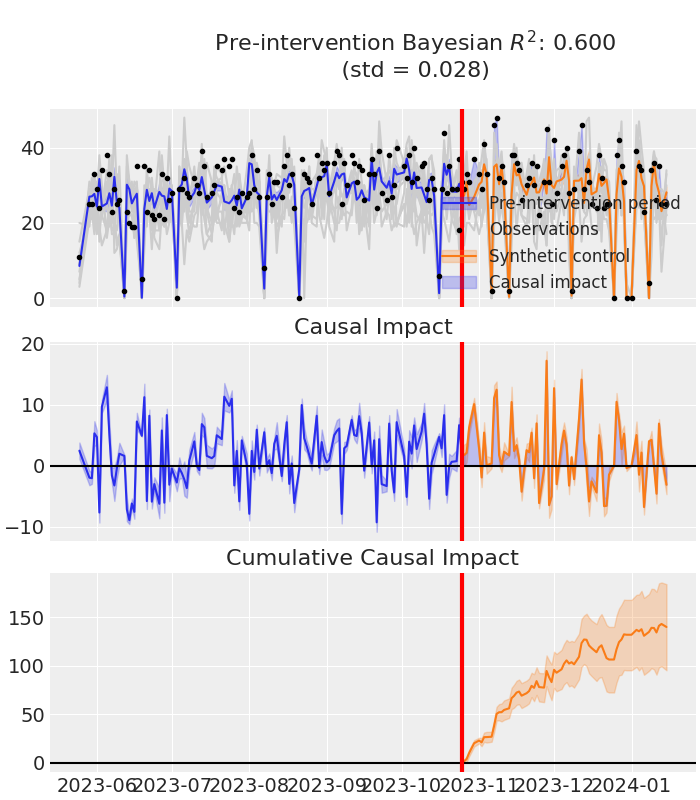 Pre-intervention Bayesian $R^2$: 0.600
(std = 0.028)
40
20
0
Pre-intervention period
Observations
Synthetic control
Causal impact
Causal Impact
20
10
0
−10
Cumulative Causal Impact
150
100
50
0
2023-06 2023-07 2023-08 2023-09 2023-10 2023-11 2023-12 2024-01